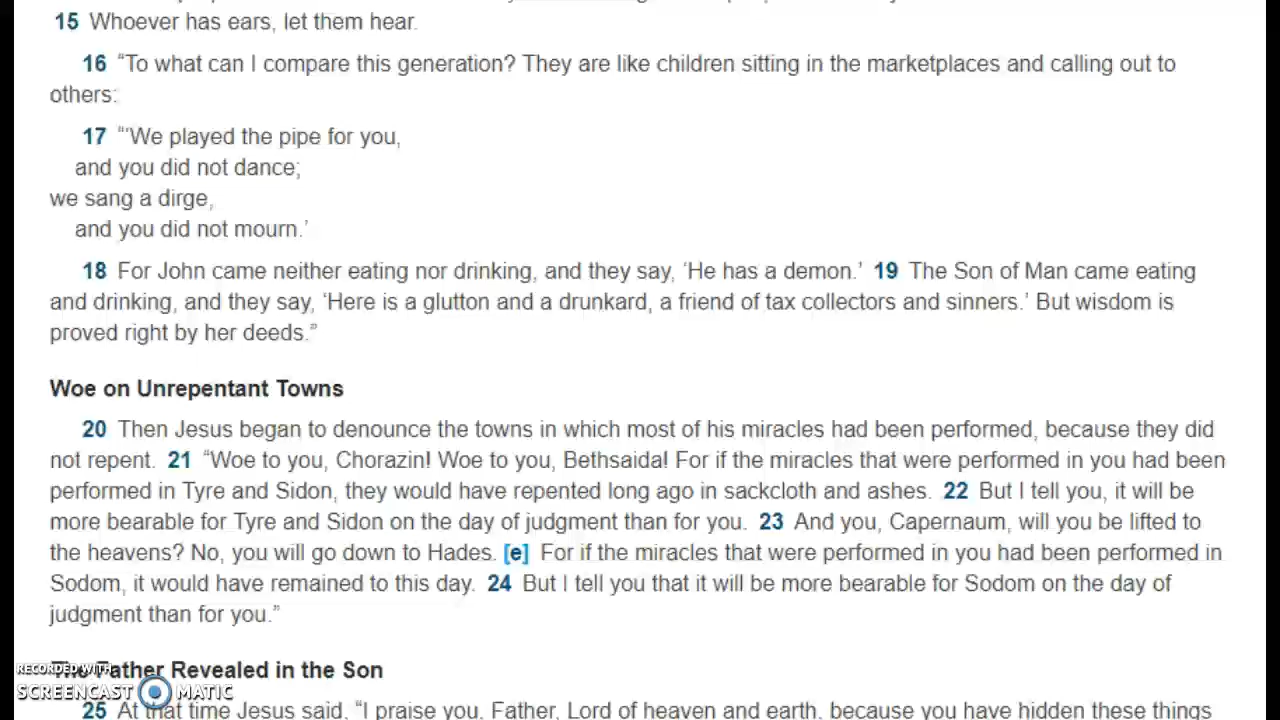 15 Whoever has ears, let them hear.
16 “To what can I compare this generation? They are like children sitting in the marketplaces and calling out to
others:
17 “‘We played the pipe for you,
and you did not dance;
we sang a dirge,
and you did not mourn.’
18 For John came neither eating nor drinking, and they say, ‘He has a demon.’ 19 The Son of Man came eating
and drinking, and they say, ‘Here is a glutton and a drunkard, a friend of tax collectors and sinners.’ But wisdom is
proved right by her deeds.”
Woe on Unrepentant Towns
20 Then Jesus began to denounce the towns in which most of his miracles had been performed, because they did
not repent. 21 “Woe to you, Chorazin! Woe to you, Bethsaida! For if the miracles that were performed in you had been
performed in Tyre and Sidon, they would have repented long ago in sackcloth and ashes. 22 But I tell you, it will be
more bearable for Tyre and Sidon on the day of judgment than for you. 23 And you, Capernaum, will you be lifted to
the heavens? No, you will go down to Hades. [e] For if the miracles that were performed in you had been performed in
Sodom, it would have remained to this day. 24 But I tell you that it will be more bearable for Sodom on the day of
judgment than for you.”
The Father Revealed in the Son
RECORDED WITH
SCREENCAST MATIC
25 At that time Jesus said, “I praise you, Father, Lord of heaven and earth, because you have hidden these things